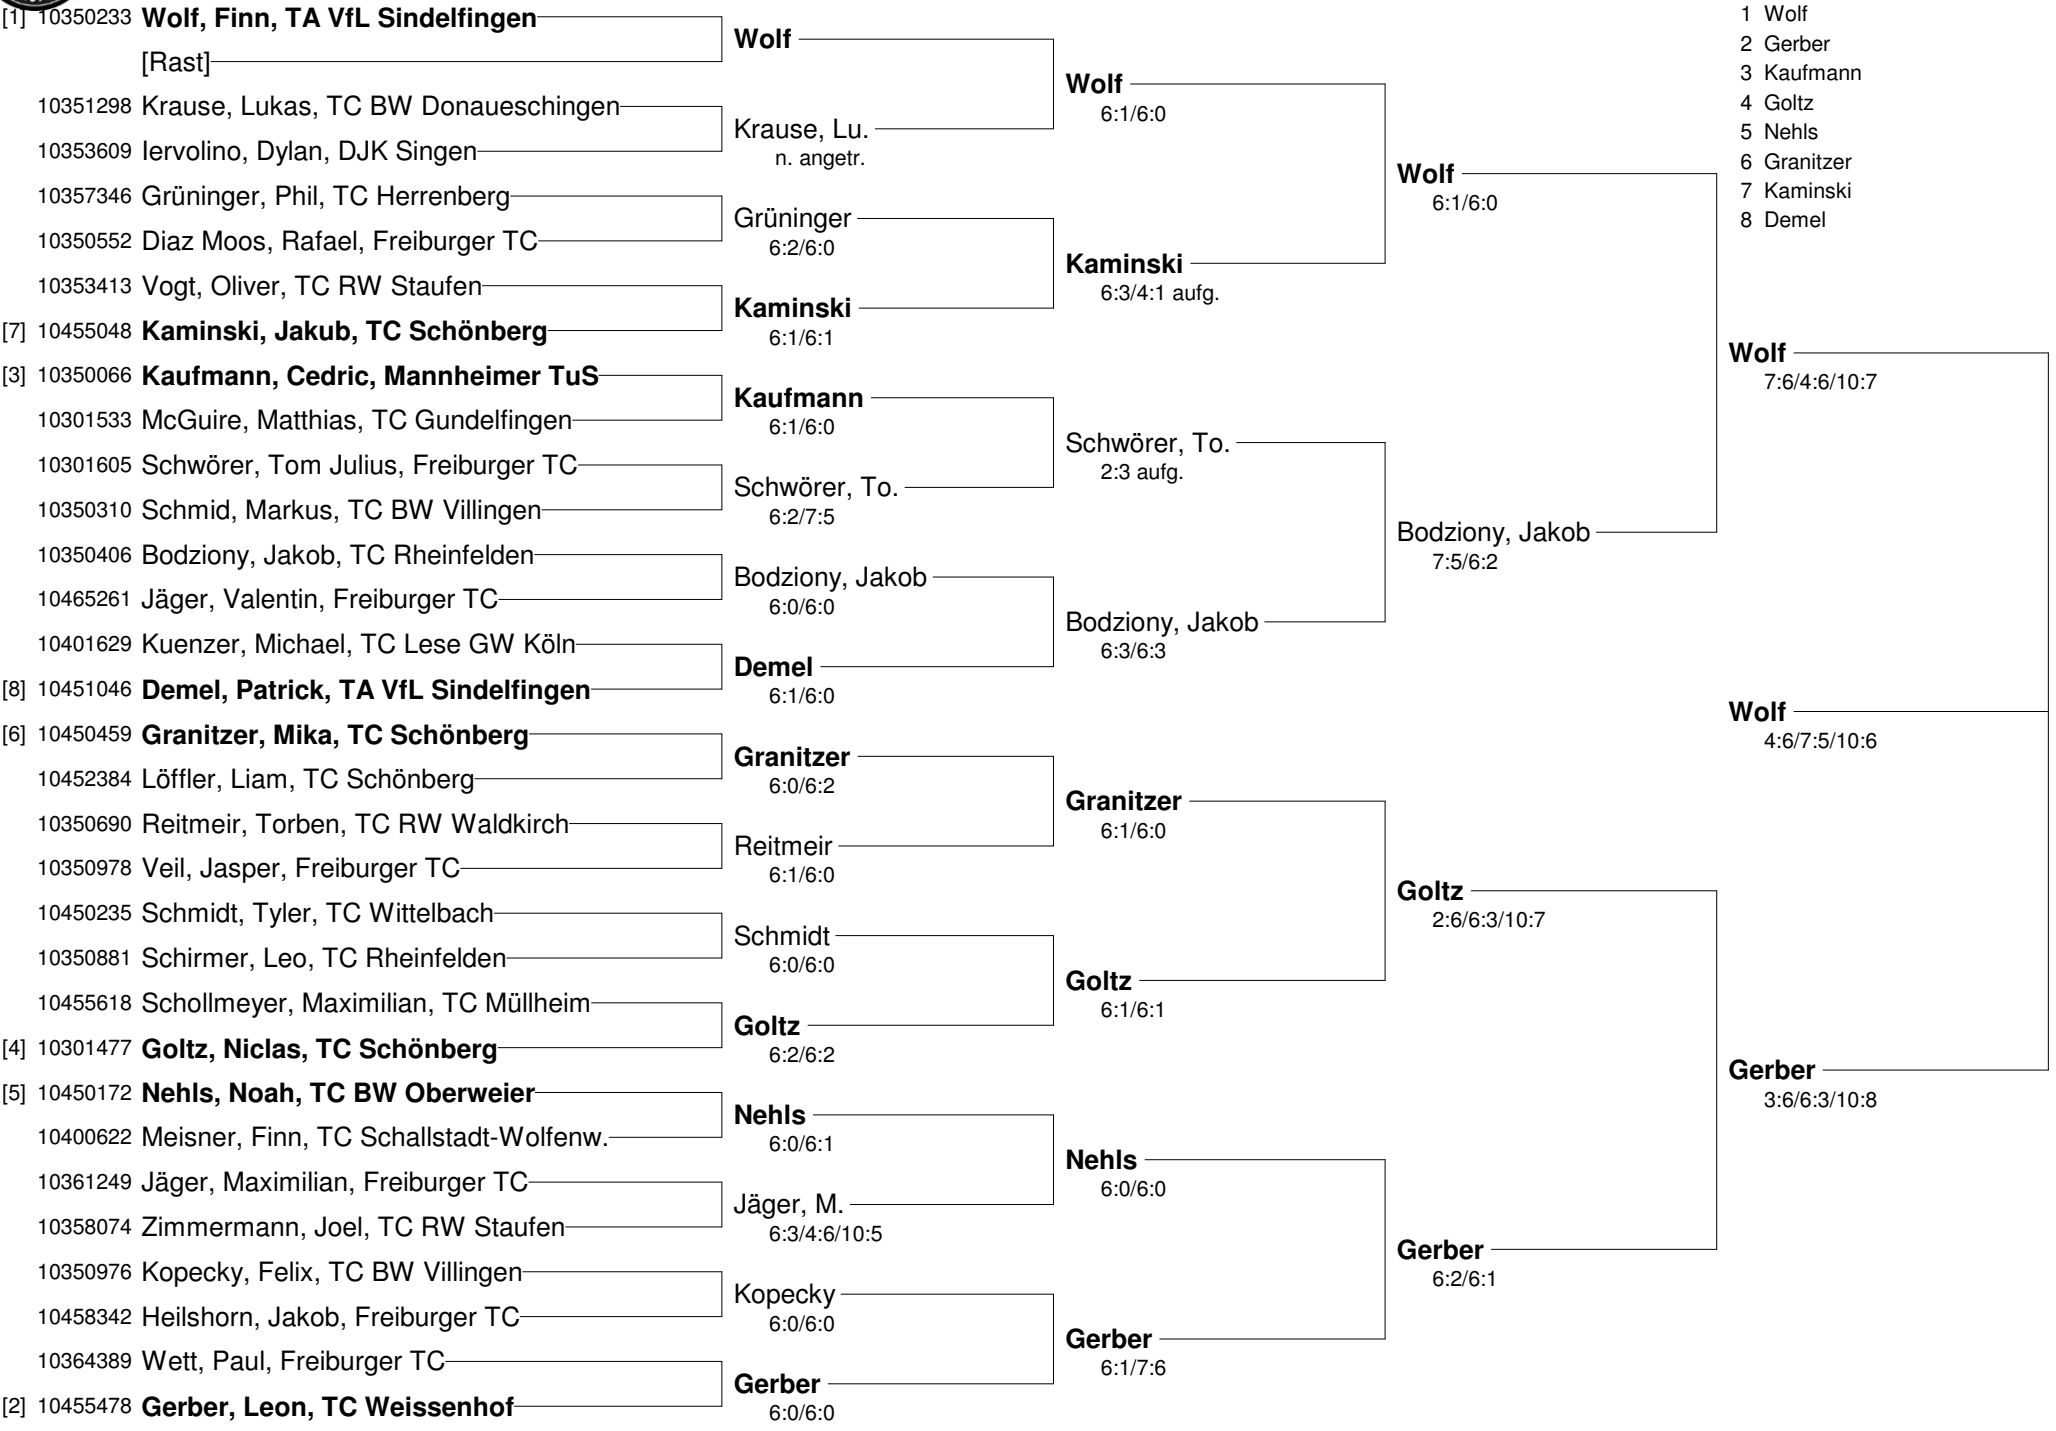 [1] 10350233 Wolf, Finn, TA VfL Sindelfingen
[Rast]
10351298 Krause, Lukas, TC BW Donaueschingen
10353609 Iervolino, Dylan, DJK Singen
10357346 Grüninger, Phil, TC Herrenberg
10350552 Diaz Moos, Rafael, Freiburger TC
10353413 Vogt, Oliver, TC RW Staufen
[7] 10455048 Kaminski, Jakub, TC Schönberg
[3] 10350066 Kaufmann, Cedric, Mannheimer TuS
10301533 McGuire, Matthias, TC Gundelfingen
10301605 Schwörer, Tom Julius, Freiburger TC
10350310 Schmid, Markus, TC BW Villingen
10350406 Bodziony, Jakob, TC Rheinfelden
10465261 Jäger, Valentin, Freiburger TC
10401629 Kuenzer, Michael, TC Lese GW Köln
[8] 10451046 Demel, Patrick, TA VfL Sindelfingen
[6] 10450459 Granitzer, Mika, TC Schönberg
10452384 Löffler, Liam, TC Schönberg
10350690 Reitmeir, Torben, TC RW Waldkirch
10350978 Veil, Jasper, Freiburger TC
10450235 Schmidt, Tyler, TC Wittelbach
10350881 Schirmer, Leo, TC Rheinfelden
10455618 Schollmeyer, Maximilian, TC Müllheim
[4] 10301477 Goltz, Niclas, TC Schönberg
[5] 10450172 Nehls, Noah, TC BW Oberweier
10400622 Meisner, Finn, TC Schallstadt-Wolfenw.
10361249 Jäger, Maximilian, Freiburger TC
10358074 Zimmermann, Joel, TC RW Staufen
10350976 Kopecky, Felix, TC BW Villingen
10458342 Heilshorn, Jakob, Freiburger TC
10364389 Wett, Paul, Freiburger TC
[2] 10455478 Gerber, Leon, TC Weissenhof
Wolf
Krause, Lu.
n. angetr.
Grüninger
6:2/6:0
Kaminski
6:1/6:1
Kaufmann
6:1/6:0
Schwörer, To.
6:2/7:5
Bodziony, Jakob
6:0/6:0
Demel
6:1/6:0
Granitzer
6:0/6:2
Reitmeir
6:1/6:0
Schmidt
6:0/6:0
Goltz
6:2/6:2
Nehls
6:0/6:1
Jäger, M.
6:3/4:6/10:5
Kopecky
6:0/6:0
Gerber
6:0/6:0
Wolf
6:1/6:0
Kaminski
6:3/4:1 aufg.
Schwörer, To.
2:3 aufg.
Bodziony, Jakob
6:3/6:3
Granitzer
6:1/6:0
Goltz
6:1/6:1
Nehls
6:0/6:0
Gerber
6:1/7:6
Wolf
6:1/6:0
Bodziony, Jakob
7:5/6:2
Goltz
2:6/6:3/10:7
Gerber
6:2/6:1
1 Wolf
2 Gerber
3 Kaufmann
4 Goltz
5 Nehls
6 Granitzer
7 Kaminski
8 Demel
Wolf
7:6/4:6/10:7
Wolf
4:6/7:5/10:6
Gerber
3:6/6:3/10:8